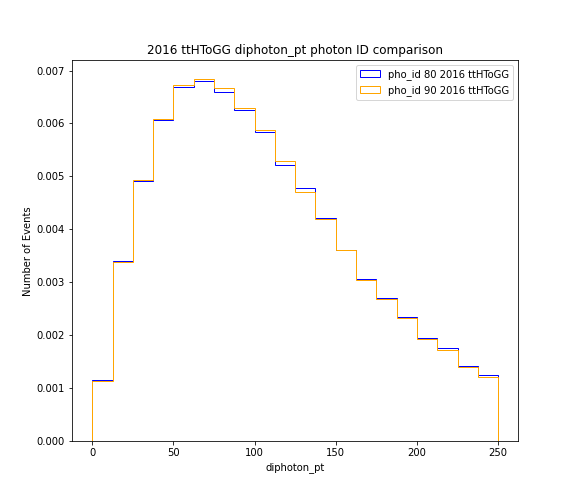 2016 ttHToGG diphoton_pt photon ID comparison
pho_id 80 2016 ttHToGG
pho_id 90 2016 ttHToGG
Number of Events
0.007
0.006
0.005
0.004
0.003
0.002
0.001
0.000
0 50 100 150 200 250
diphoton_pt